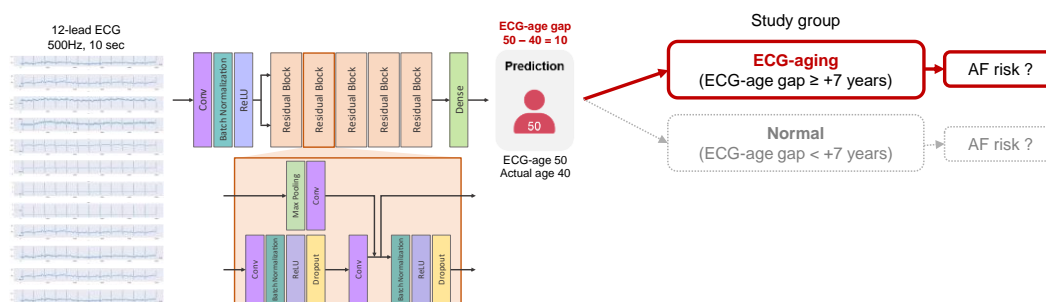 12-lead ECG
500Hz, 10 sec
Conv
Batch Normalization
ReLU
Residual Block
Residual Block
Residual Block
Residual Block
Residual Block
Dense
Max Pooling
Conv
Conv
Batch Normalization
ReLU
Dropout
Conv
Batch Normalization
ReLU
Dropout
ECG-age gap
50 – 40 = 10
Prediction
50
ECG-age 50
Actual age 40
Study group
ECG-aging
(ECG-age gap ≥ +7 years)
AF risk ?
Normal
(ECG-age gap < +7 years)
AF risk ?